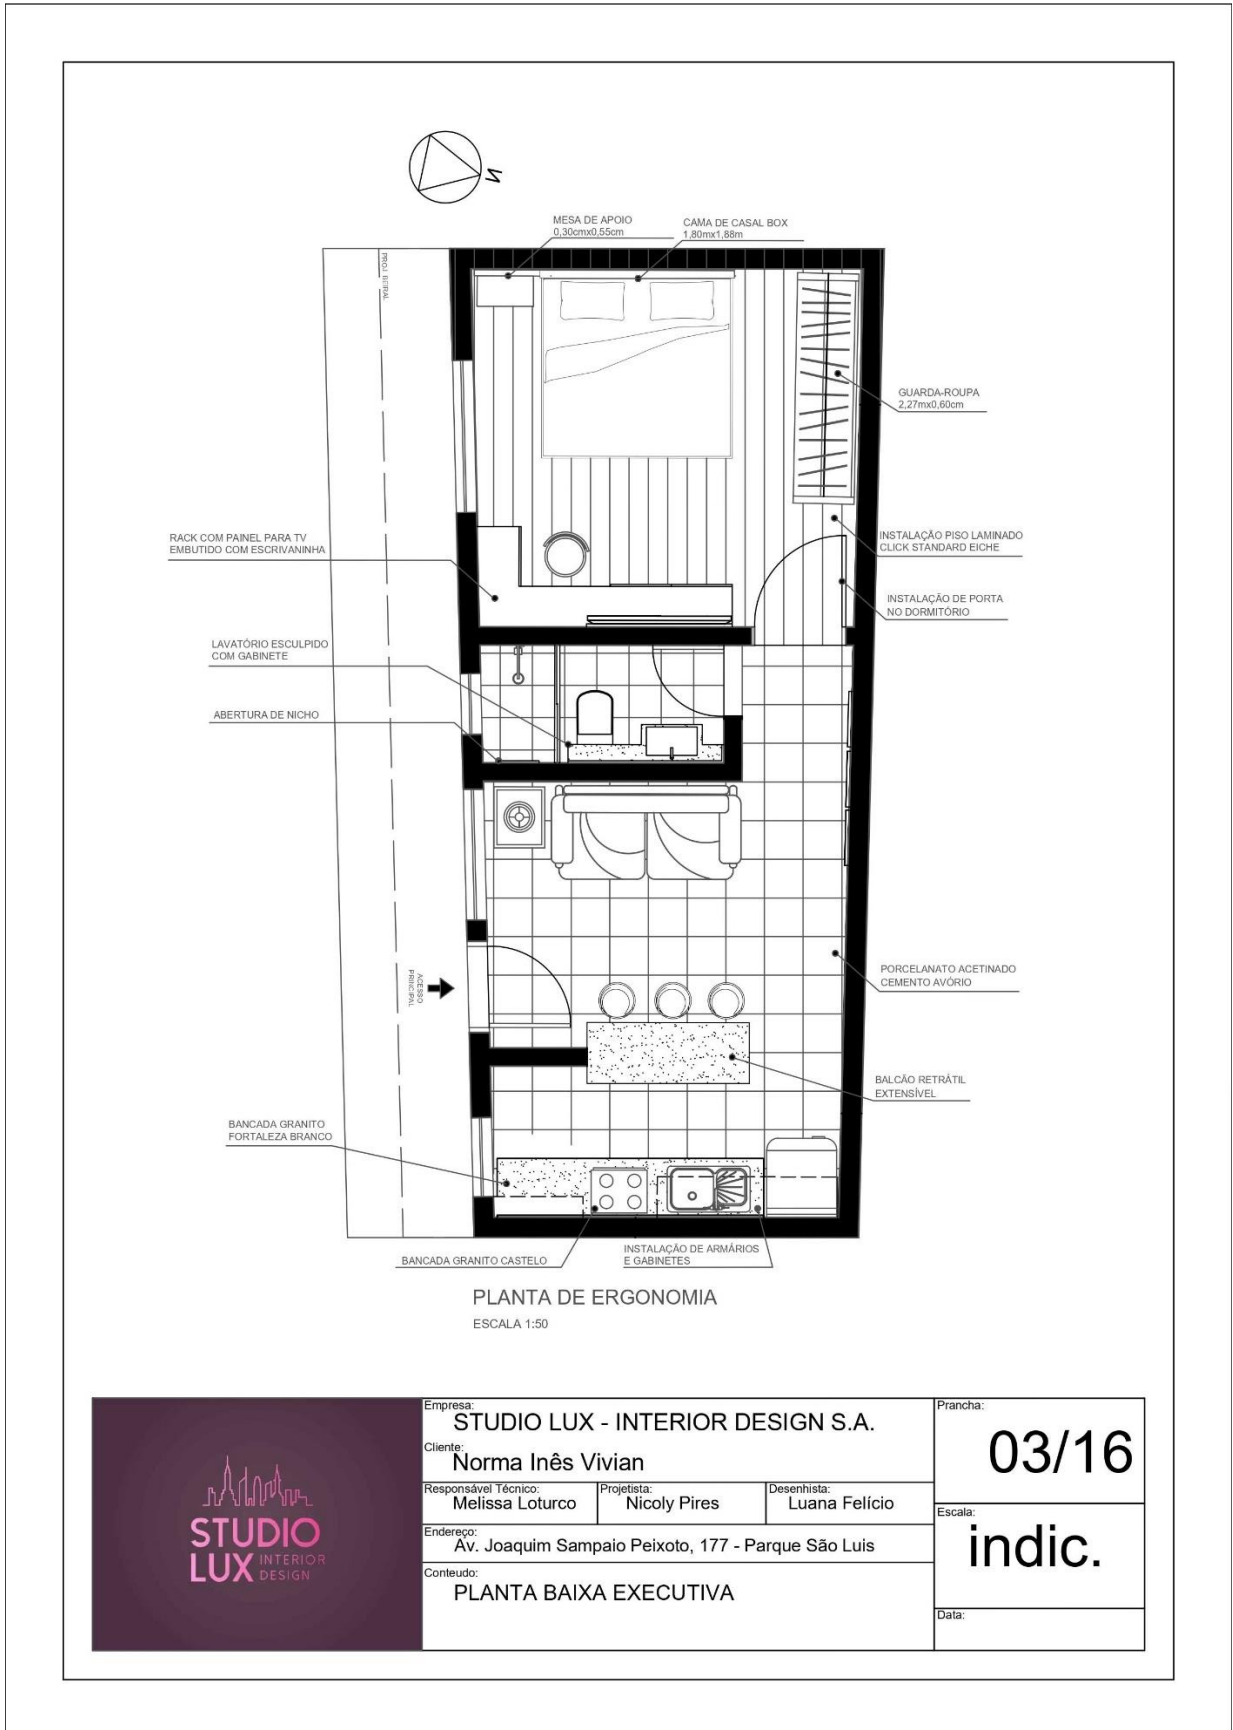 N
MESA DE APOIO
0,30cmx0,55cm
CAMA DE CASAL BOX
1,80mx1,88m
PROJ. BEIRAL
GUARDA-ROUPA
2,27mx0,60cm
RACK COM PAINEL PARA TV
EMBUTIDO COM ESCRIVANINHA
INSTALAÇÃO PISO LAMINADO
CLICK STANDARD EICHE
INSTALAÇÃO DE PORTA
NO DORMITÓRIO
LAVATÓRIO ESCULPIDO
COM GABINETE
ABERTURA DE NICHO
PORCELANATO ACETINADO
CEMENTO AVÓRIO
ACESSO
PRINCIPAL
BALCÃO RETRÁTIL
EXTENSÍVEL
BANCADA GRANITO
FORTALEZA BRANCO
BANCADA GRANITO CASTELO
INSTALAÇÃO DE ARMÁRIOS
E GABINETES
PLANTA DE ERGONOMIA
ESCALA 1:50
STUDIO
LUX INTERIOR
DESIGN
Empresa:
STUDIO LUX - INTERIOR DESIGN S.A.
Cliente:
Norma Inês Vivian
Responsável Técnico:
Melissa Loturco
Projetista:
Nicoly Pires
Desenhista:
Luana Felício
Endereço:
Av. Joaquim Sampaio Peixoto, 177 - Parque São Luis
Conteudo:
PLANTA BAIXA EXECUTIVA
Prancha:
03/16
Escala:
indic.
Data: